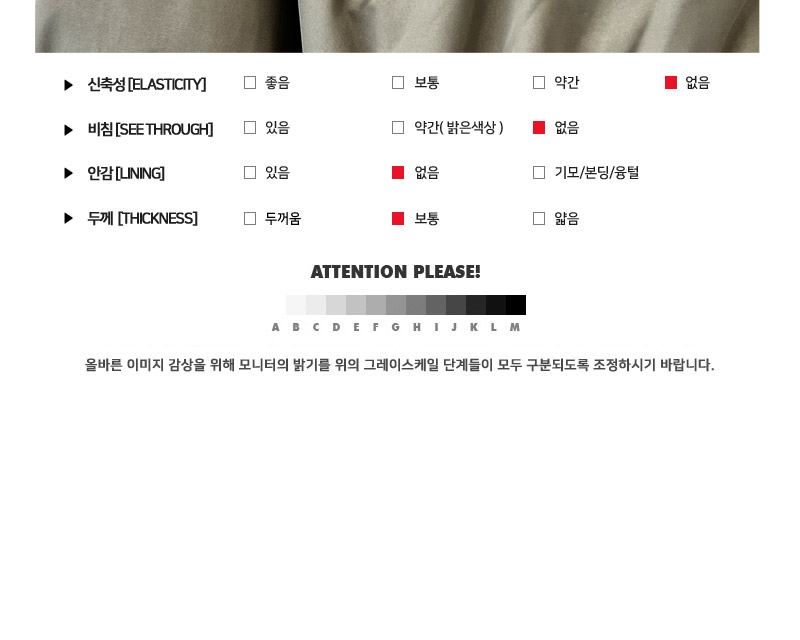 ▶ 신축성 [ELASTICITY] □ 좋음 □ 보통 □ 약간 ■ 없음
▶ 비침 [SEE THROUGH] □ 있음 □ 약간( 밝은색상 ) ■ 없음
▶ 안감 [LINING] □ 있음 ■ 없음 □ 기모/본딩/융털
▶ 두께 [THICKNESS] □ 두꺼움 ■ 보통 □ 얇음
ATTENTION PLEASE!
A B C D E F G H I J K L M
올바른 이미지 감상을 위해 모니터의 밝기를 위의 그레이스케일 단계들이 모두 구분되도록 조정하시기 바랍니다.